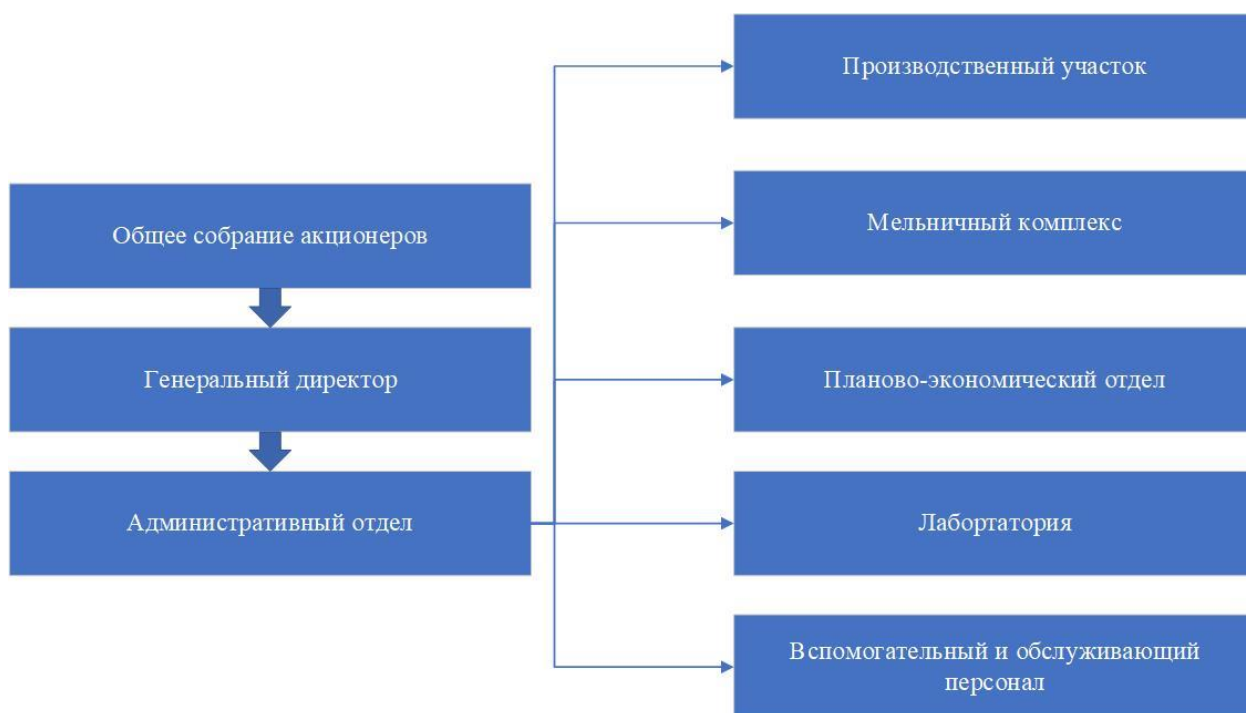 Общее собрание акционеров
Генеральный директор
Административный отдел
Производственный участок
Мельничный комплекс
Планово-экономический отдел
Лабортатория
Вспомогательный и обслуживающий
персонал